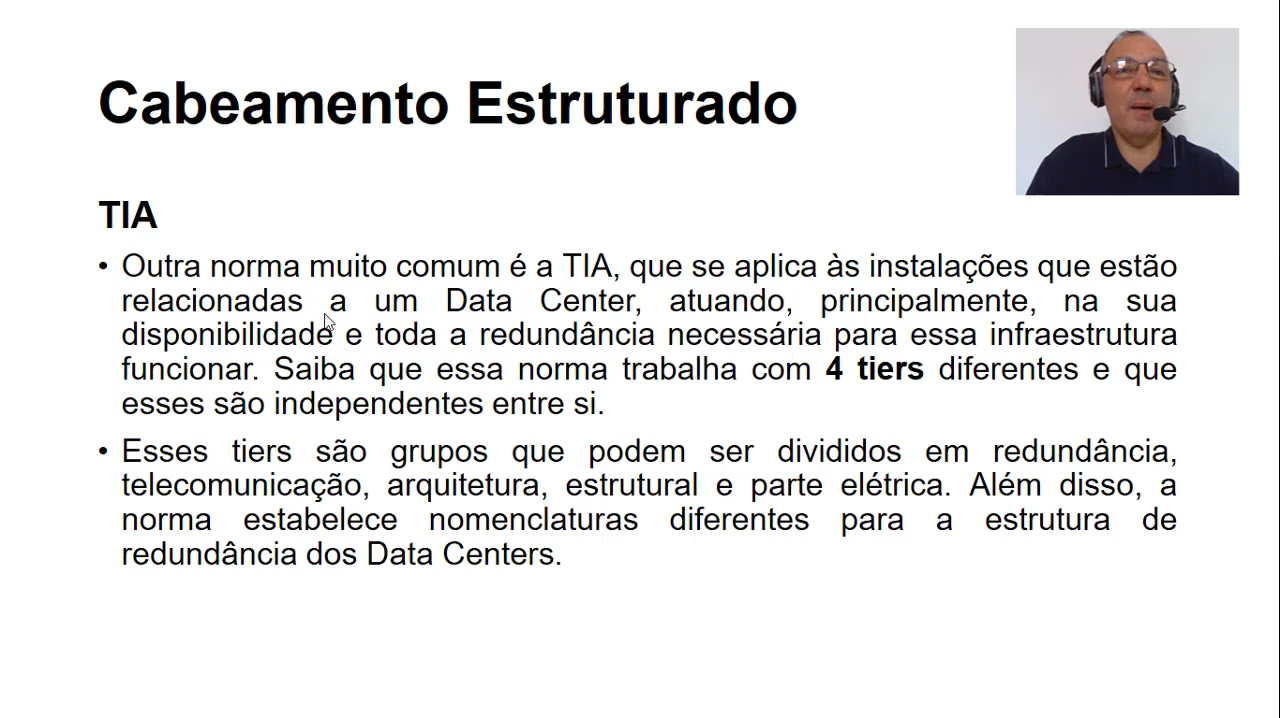 Cabeamento Estruturado
TIA
• Outra norma muito comum é a TIA, que se aplica às instalações que estão
relacionadas a um Data Center, atuando, principalmente, na sua
disponibilidade e toda a redundância necessária para essa infraestrutura
funcionar. Saiba que essa norma trabalha com 4 tiers diferentes e que
esses são independentes entre si.
• Esses tiers são grupos que podem ser divididos em redundância,
telecomunicação, arquitetura, estrutural e parte elétrica. Além disso, a
norma estabelece nomenclaturas diferentes para a estrutura de
redundância dos Data Centers.